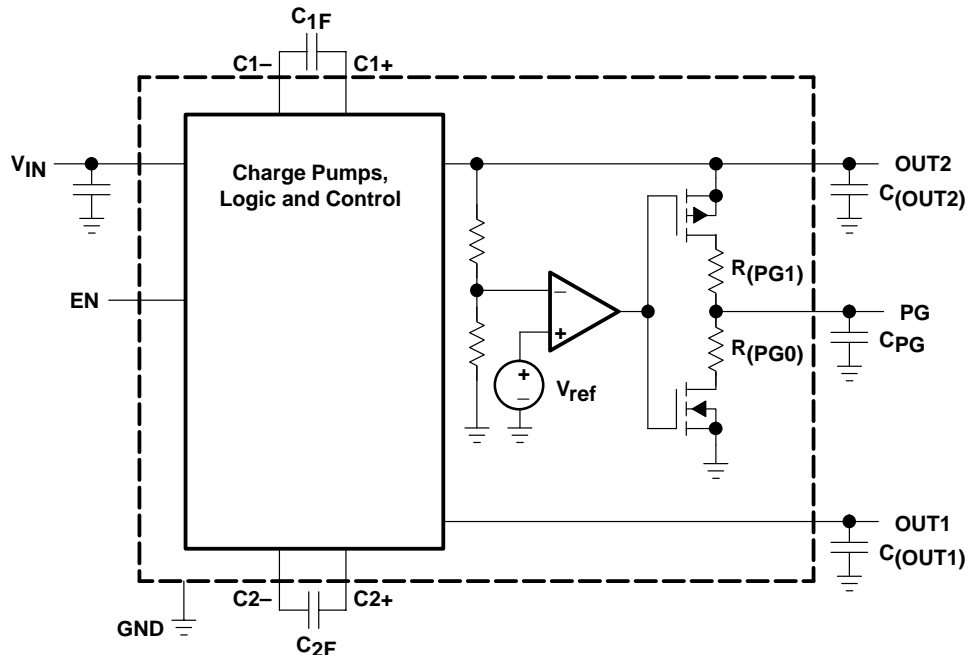 C1F
C1– C1+
VIN
Charge Pumps,
Logic and Control
OUT2
C(OUT2)
R(PG1)
EN
–
+
PG
CPG
R(PG0)
+
–
Vref
OUT1
C(OUT1)
C2– C2+
GND
C2F